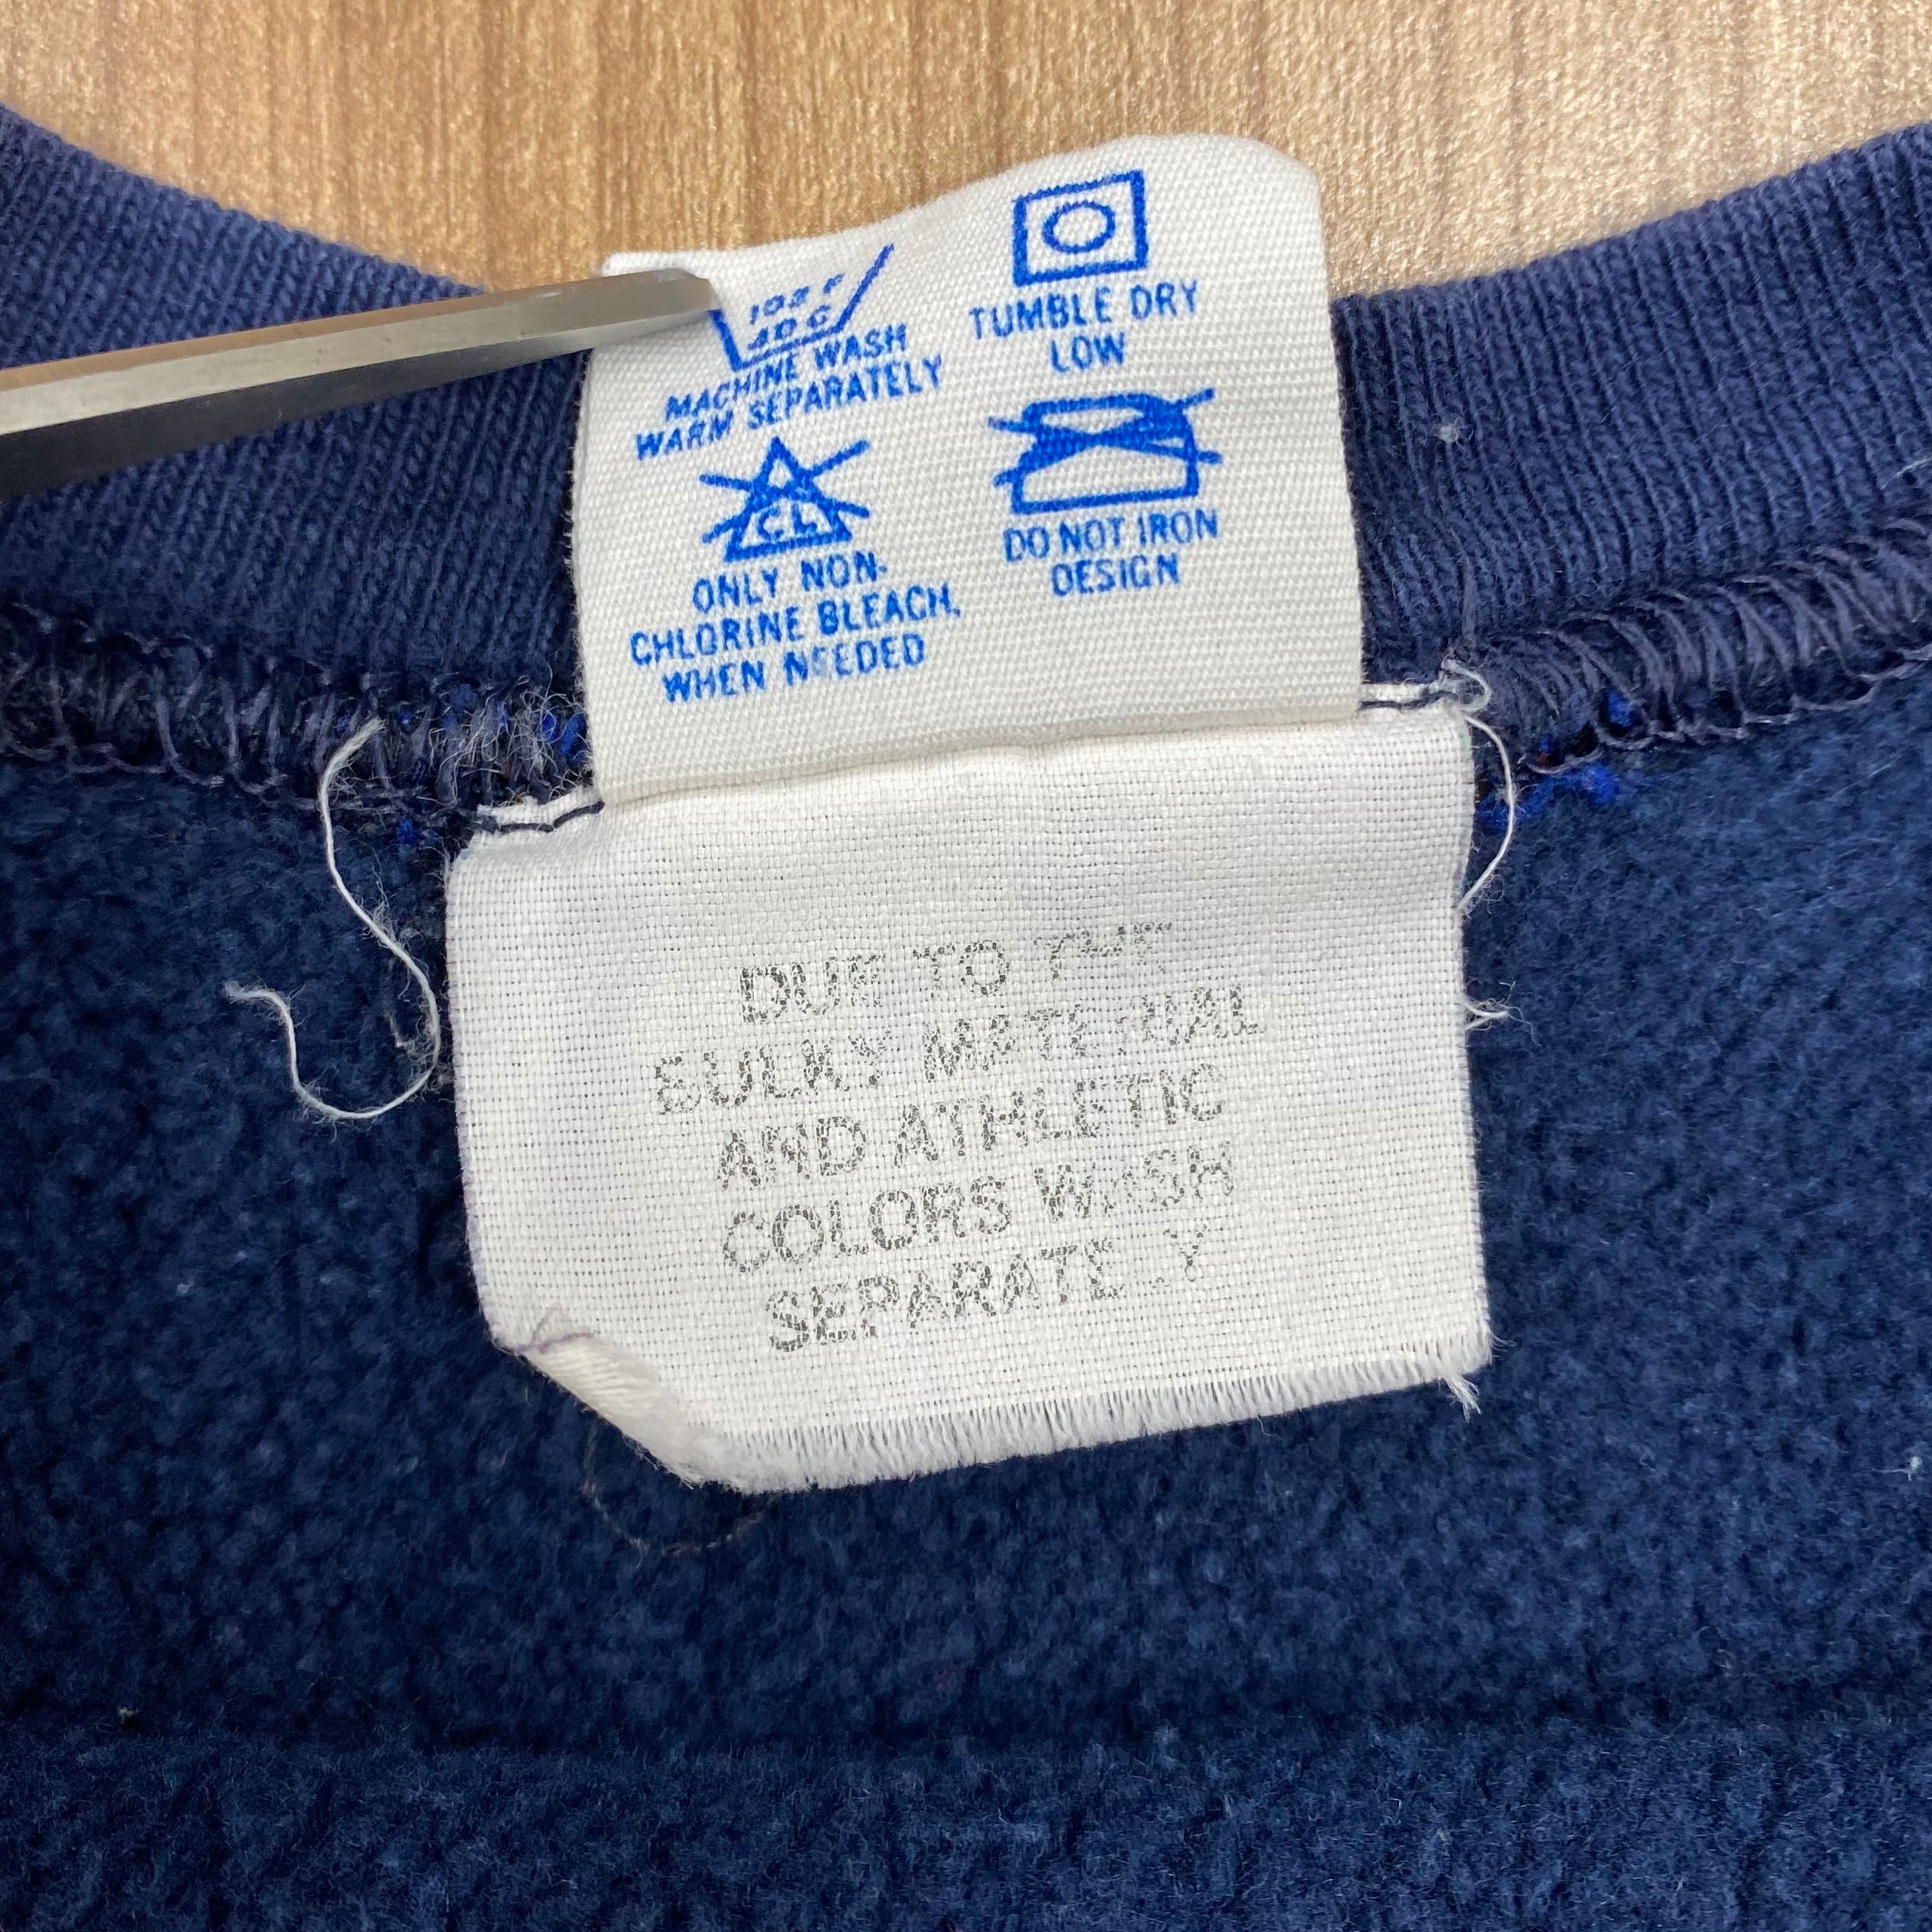 105 F
40 C
MACHINE WASH
WARM SEPARATELY
TUMBLE DRY
LOW
CL
ONLY NON-
CHLORINE BLEACH,
WHEN NEEDED
DO NOT IRON
DESIGN
DUE TO THE
BULKY MATERIAL
AND ATHLETIC
COLORS WASH
SEPARATELY